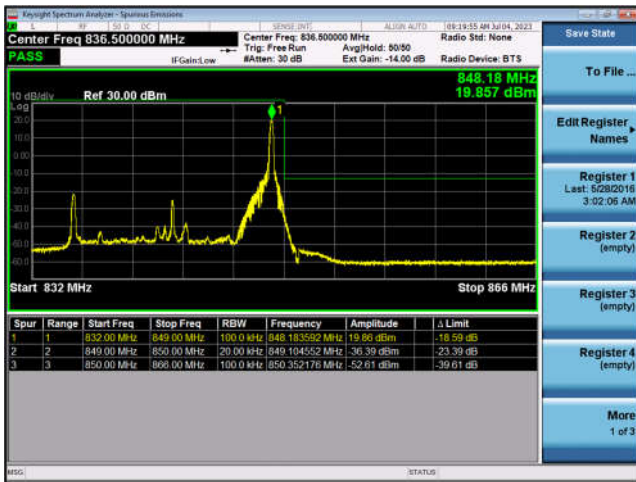 Keysight Spectrum Analyzer - Spurious Emissions
L RF 50 Ω DC SENSE:INT ALIGN AUTO 09:19:55 AM Jul 04, 2023
Center Freq 836.500000 MHz Center Freq: 836.500000 MHz Radio Std: None
PASS Trig: Free Run Avg|Hold: 50/50
IFGain:Low #Atten: 30 dB Ext Gain: -14.00 dB Radio Device: BTS
848.18 MHz
19.857 dBm
10 dB/div Ref 30.00 dBm
Log
1
20.0
10.0
0.00
-10.0
-20.0
-30.0
-40.0
-50.0
-60.0
Start 832 MHz Stop 866 MHz
Spur Range Start Freq Stop Freq RBW Frequency Amplitude Δ Limit
1 1 832.00 MHz 849.00 MHz 100.0 kHz 848.183592 MHz 19.86 dBm -18.59 dB
2 2 849.00 MHz 850.00 MHz 20.00 kHz 849.104552 MHz -36.39 dBm -23.39 dB
3 3 850.00 MHz 866.00 MHz 100.0 kHz 850.352176 MHz -52.61 dBm -39.61 dB
MSG STATUS
Save State
To File ...
Edit Register
Names
Register 1
Last: 5/28/2016
3:02:06 AM
Register 2
(empty)
Register 3
(empty)
Register 4
(empty)
More
1 of 3